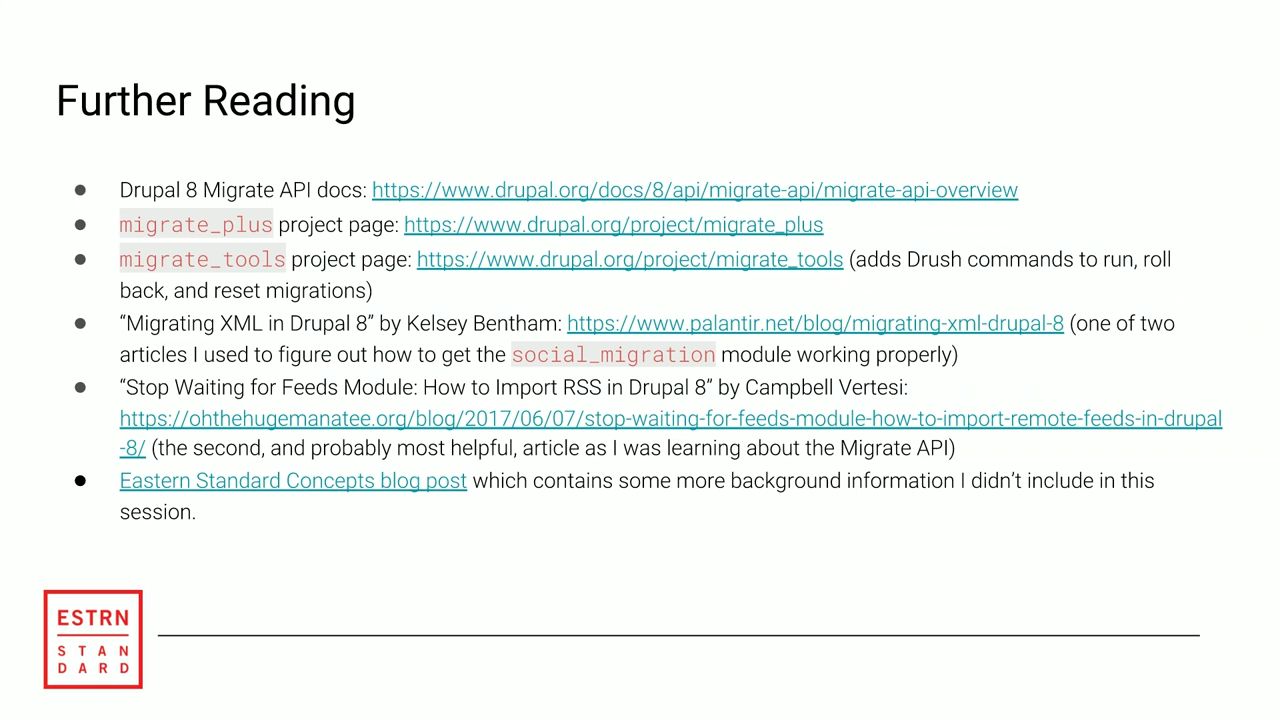 Further Reading
● Drupal 8 Migrate API docs: https://www.drupal.org/docs/8/api/migrate-api/migrate-api-overview
● migrate_plus project page: https://www.drupal.org/project/migrate_plus
● migrate_tools project page: https://www.drupal.org/project/migrate_tools (adds Drush commands to run, roll
back, and reset migrations)
● “Migrating XML in Drupal 8” by Kelsey Bentham: https://www.palantir.net/blog/migrating-xml-drupal-8 (one of two
articles I used to figure out how to get the social_migration module working properly)
● “Stop Waiting for Feeds Module: How to Import RSS in Drupal 8” by Campbell Vertesi:
https://ohthehugemanatee.org/blog/2017/06/07/stop-waiting-for-feeds-module-how-to-import-remote-feeds-in-drupal
-8/ (the second, and probably most helpful, article as I was learning about the Migrate API)
● Eastern Standard Concepts blog post which contains some more background information I didn’t include in this
session.
ESTRN
STAN
DARD